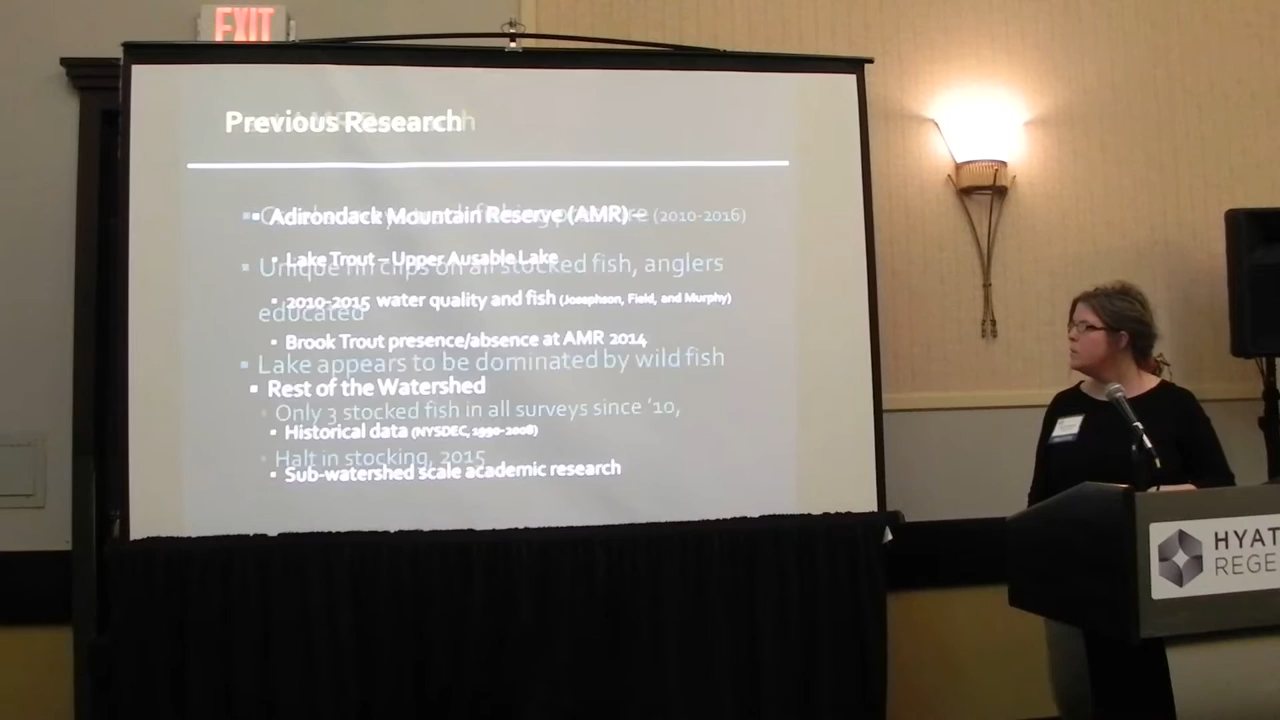 EXIT
Previous Research
Adirondack Mountain Reserve (AMR) –
(2010-2016)
Lake Trout – Upper Ausable Lake
Unique fin clips on all stocked fish, anglers
2010-2015 water quality and fish (Josephson, Field, and Murphy)
educated
Brook Trout presence/absence at AMR 2014
Lake appears to be dominated by wild fish
Rest of the Watershed
Only 3 stocked fish in all surveys since '10,
Historical data (NYSDEC, 1990-2008)
Halt in stocking, 2015
Sub-watershed scale academic research
HYAT
REGE